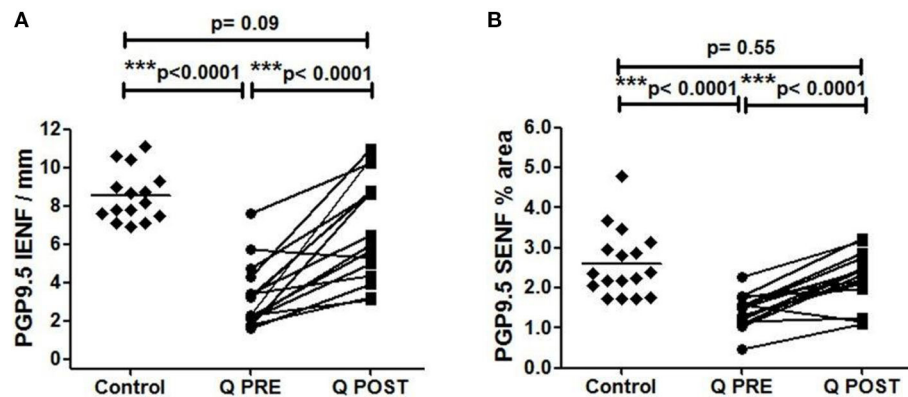 A
p= 0.09
***p<0.0001 ***p< 0.0001
PGP9.5 IENF / mm
12
10
8
6
4
2
0
Control Q PRE Q POST
B
p= 0.55
***p< 0.0001 ***p< 0.0001
PGP9.5 SENF % area
6.0
5.0
4.0
3.0
2.0
1.0
0.0
Control Q PRE Q POST